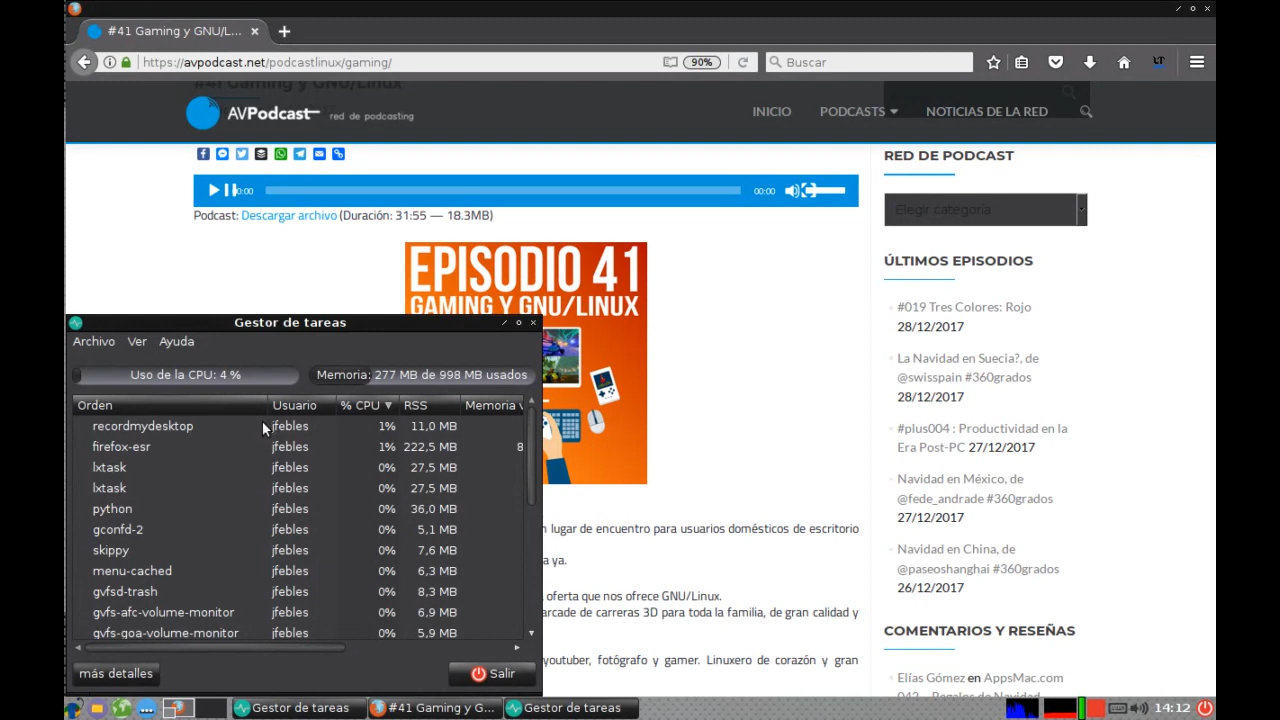 #41 Gaming y GNU/L...
https://avpodcast.net/podcastlinux/gaming/
90%
Buscar
#41 Gaming y GNU/Linux
AVPodcast
red de podcasting
INICIO
PODCASTS
NOTICIAS DE LA RED
00:00
Podcast: Descargar archivo (Duración: 31:55 — 18.3MB)
EPISODIO 41
GAMING Y GNU/LINUX
n lugar de encuentro para usuarios domésticos de escritorio
a ya.
oferta que nos ofrece GNU/Linux.
arcade de carreras 3D para toda la familia, de gran calidad y
youtuber, fotógrafo y gamer. Linuxero de corazón y gran
RED DE PODCAST
Elegir categoría
ÚLTIMOS EPISODIOS
#019 Tres Colores: Rojo
28/12/2017
La Navidad en Suecia?, de
@swisspain #360grados
28/12/2017
#plus004 : Productividad en la
Era Post-PC 27/12/2017
Navidad en México, de
@fede_andrade #360grados
27/12/2017
Navidad en China, de
@paseoshanghai #360grados
26/12/2017
COMENTARIOS Y RESEÑAS
Elías Gómez en AppsMac.com
Gestor de tareas
Archivo Ver Ayuda
Uso de la CPU: 4 %
Memoria: 277 MB de 998 MB usados
Orden Usuario % CPU RSS Memoria v
recordmydesktop jfebles 1% 11,0 MB
firefox-esr jfebles 1% 222,5 MB 8
lxtask jfebles 0% 27,5 MB
lxtask jfebles 0% 27,5 MB
python jfebles 0% 36,0 MB
gconfd-2 jfebles 0% 5,1 MB
skippy jfebles 0% 7,6 MB
menu-cached jfebles 0% 6,3 MB
gvfsd-trash jfebles 0% 8,3 MB
gvfs-afc-volume-monitor jfebles 0% 6,9 MB
gvfs-goa-volume-monitor jfebles 0% 5,9 MB
más detalles
Salir
Gestor de tareas
#41 Gaming y G...
Gestor de tareas
14:12